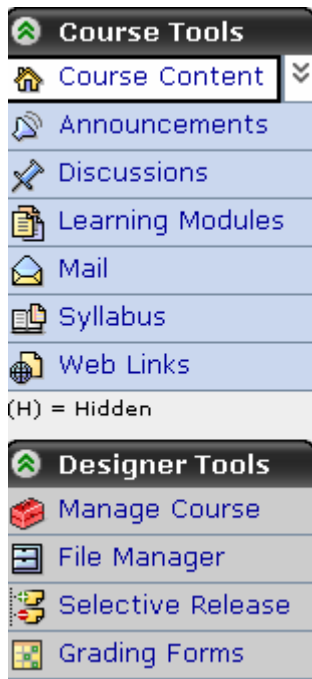 Course Tools
Course Content
Announcements
Discussions
Learning Modules
Mail
Syllabus
Web Links
(H) = Hidden
Designer Tools
Manage Course
File Manager
Selective Release
Grading Forms